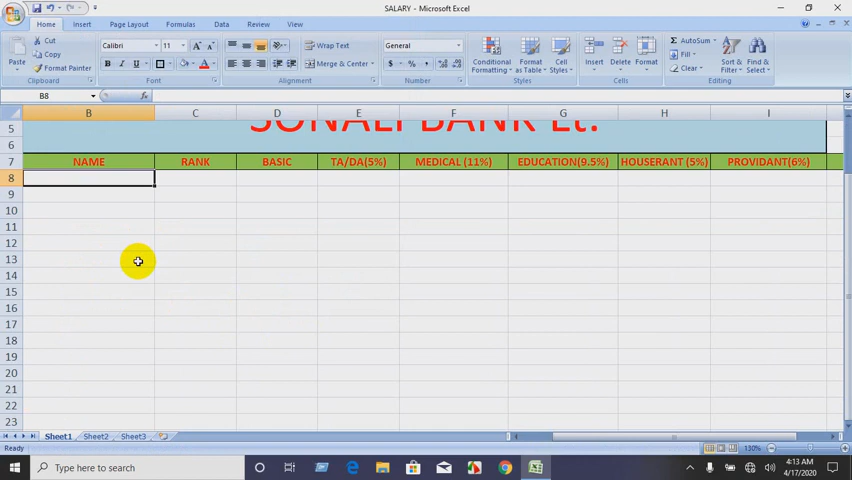 SALARY - Microsoft Excel
Home Insert Page Layout Formulas Data Review View
Paste Cut Copy Format Painter Clipboard
Calibri 11 A A B I U A Font
Wrap Text Merge & Center Alignment
General $ % , Number
Conditional Formatting Format as Table Cell Styles Styles
Insert Delete Format Cells
Σ AutoSum Fill Clear Sort & Filter Find & Select Editing
B8 fx
B C D E F G H I
5 SONALI BANK Lt.
6
7 NAME RANK BASIC TA/DA(5%) MEDICAL (11%) EDUCATION(9.5%) HOUSERANT (5%) PROVIDANT(6%)
8
9
10
11
12
13
14
15
16
17
18
19
20
21
22
23
Sheet1 Sheet2 Sheet3
Ready 130%
Type here to search 4:13 AM
4/17/2020